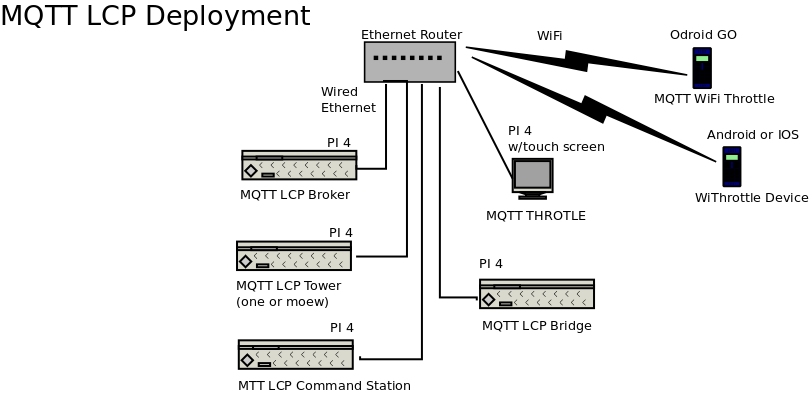 MQTT LCP Deployment
Ethernet Router
WiFi
Odroid GO
MQTT WiFi Throttle
Wired
Ethernet
PI 4
w/touch screen
MQTT THROTLE
Android or IOS
WiThrottle Device
PI 4
MQTT LCP Broker
PI 4
MQTT LCP Tower
(one or moew)
PI 4
MQTT LCP Bridge
PI 4
MTT LCP Command Station